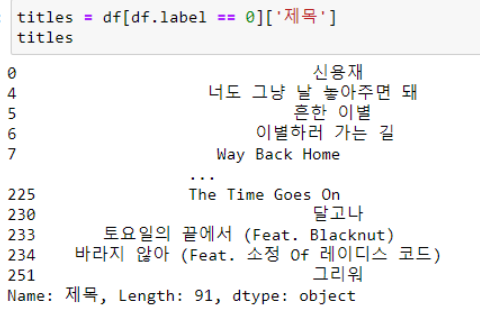 titles = df[df.label == 0]['제목']
titles
0 신용재
4 너도 그냥 날 놓아주면 돼
5 흔한 이별
6 이별하러 가는 길
7 Way Back Home
...
225 The Time Goes On
230 달고나
233 토요일의 끝에서 (Feat. Blacknut)
234 바라지 않아 (Feat. 소정 Of 레이디스 코드)
251 그리워
Name: 제목, Length: 91, dtype: object